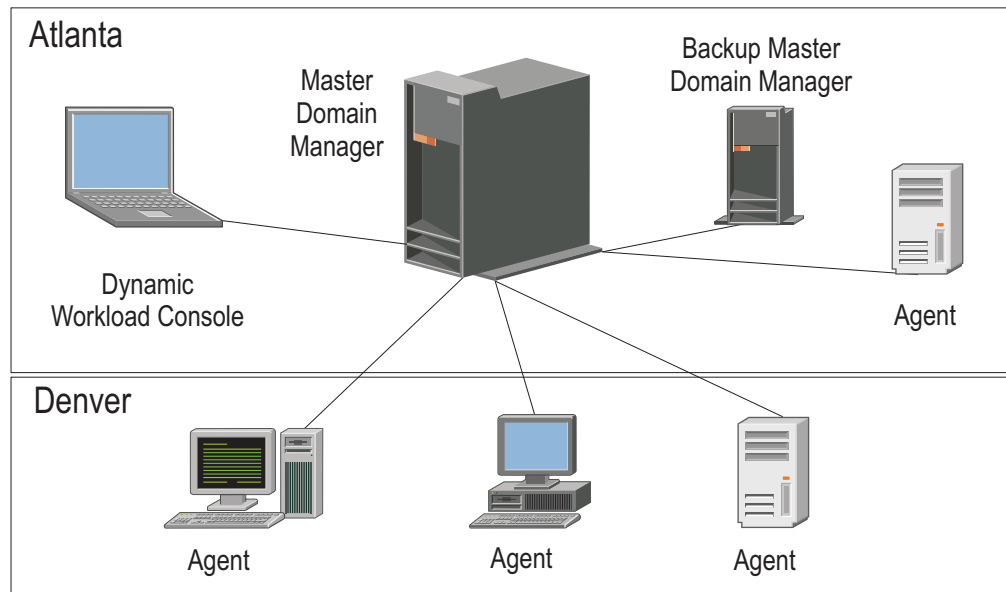 Atlanta
Master
Domain
Manager
Backup Master
Domain Manager
Dynamic
Workload Console
Agent
Denver
Agent
Agent
Agent